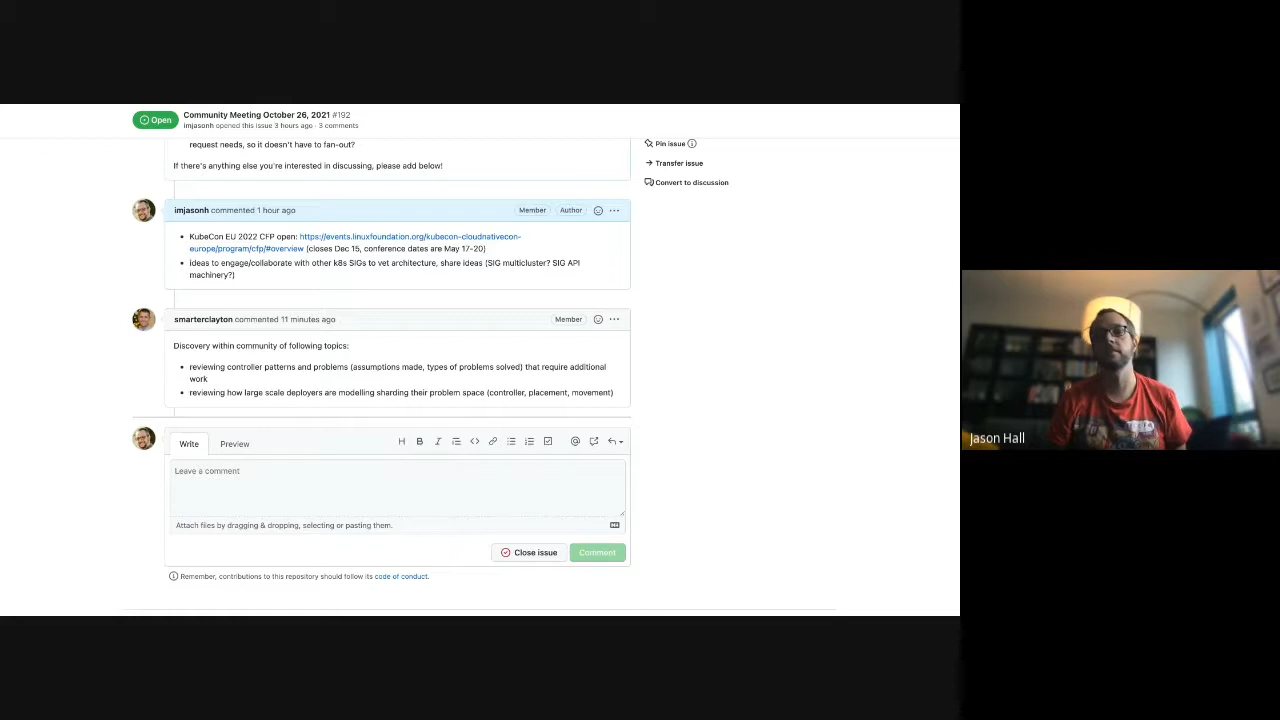 Open
Community Meeting October 26, 2021 #192
imjasonh opened this issue 3 hours ago · 3 comments
request needs, so it doesn't have to fan-out?
If there's anything else you're interested in discussing, please add below!
Pin issue
Transfer issue
Convert to discussion
imjasonh commented 1 hour ago
Member
Author
• KubeCon EU 2022 CFP open: https://events.linuxfoundation.org/kubecon-cloudnativecon-
europe/program/cfp/#overview (closes Dec 15, conference dates are May 17-20)
• ideas to engage/collaborate with other k8s SIGs to vet architecture, share ideas (SIG multicluster? SIG API
machinery?)
smarterclayton commented 11 minutes ago
Member
Discovery within community of following topics:
• reviewing controller patterns and problems (assumptions made, types of problems solved) that require additional
work
• reviewing how large scale deployers are modelling sharding their problem space (controller, placement, movement)
Write
Preview
Leave a comment
Attach files by dragging & dropping, selecting or pasting them.
Close issue
Comment
Remember, contributions to this repository should follow its code of conduct.
Jason Hall